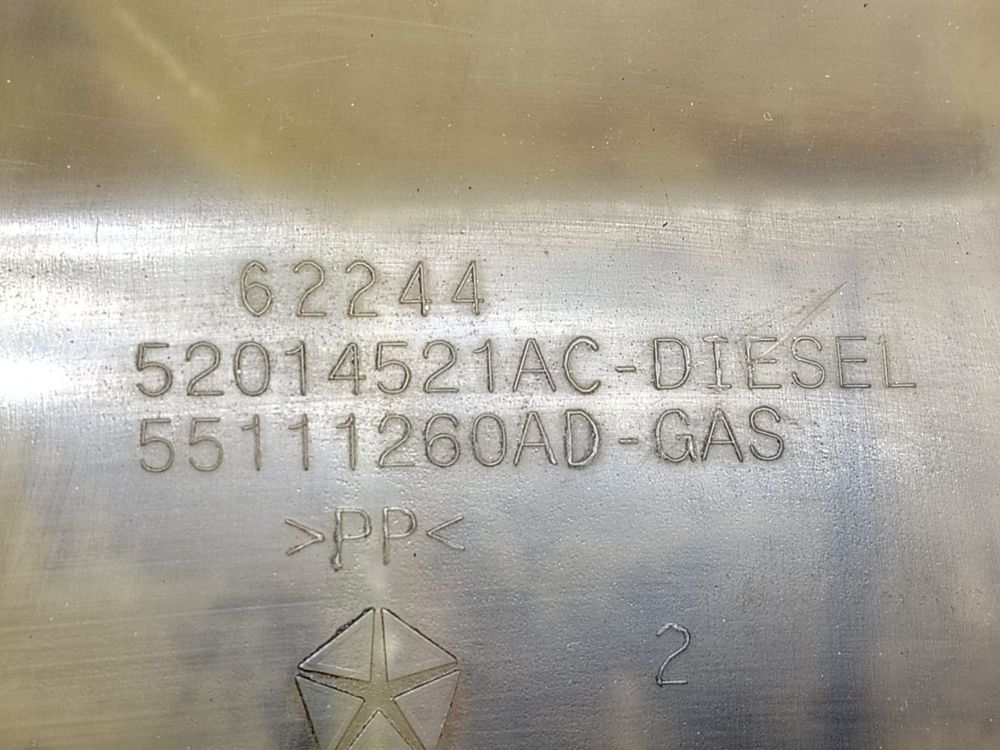 62244
52014521AC-DIESEL
55111260AD-GAS
>PP<
2